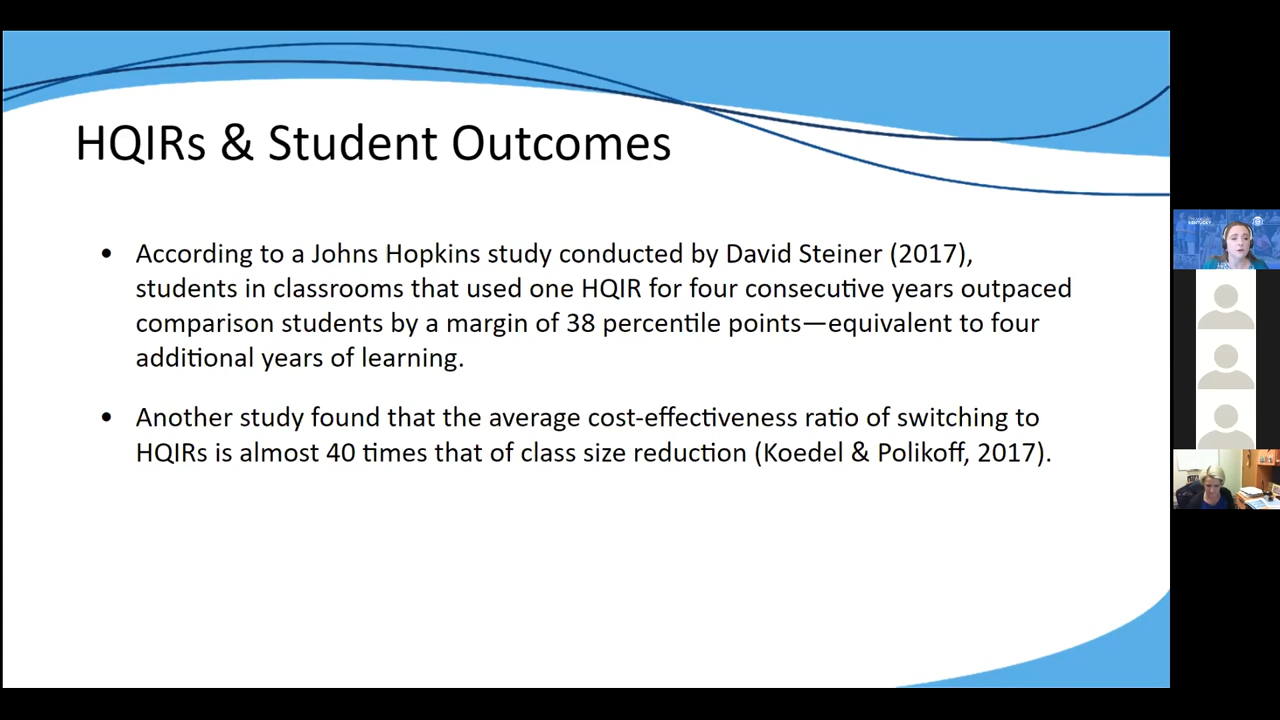 HQIRs & Student Outcomes
• According to a Johns Hopkins study conducted by David Steiner (2017),
students in classrooms that used one HQIR for four consecutive years outpaced
comparison students by a margin of 38 percentile points—equivalent to four
additional years of learning.
• Another study found that the average cost-effectiveness ratio of switching to
HQIRs is almost 40 times that of class size reduction (Koedel & Polikoff, 2017).
KENTUCKY